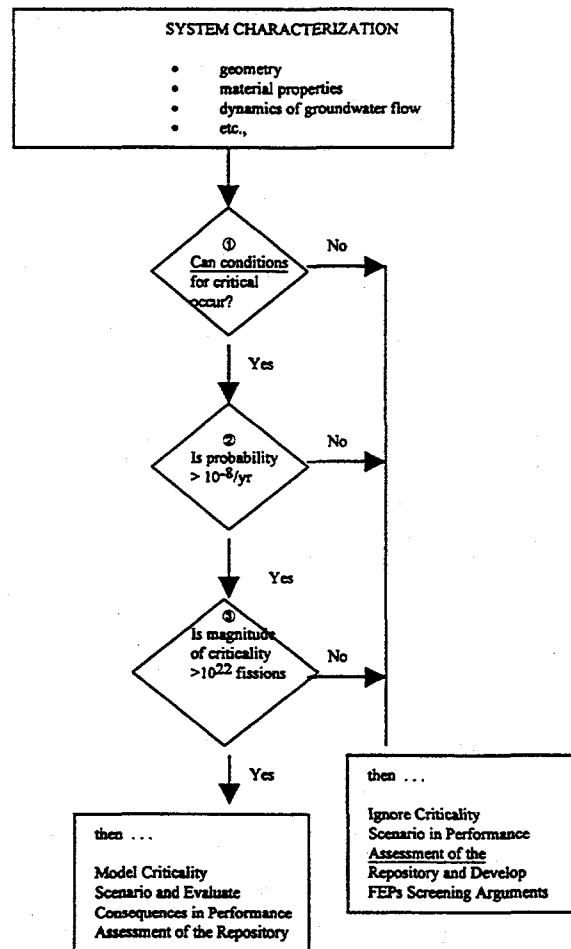 SYSTEM CHARACTERIZATION
• geometry
• material properties
• dynamics of groundwater flow
• etc.,
①
Can conditions
for critical
occur?
No
Yes
②
Is probability
> 10⁻⁸/yr
No
Yes
③
Is magnitude
of criticality
>10²² fissions
No
Yes
then ...
Model Criticality
Scenario and Evaluate
Consequences in Performance
Assessment of the Repository
then ...
Ignore Criticality
Scenario in Performance
Assessment of the
Repository and Develop
FEPs Screening Arguments